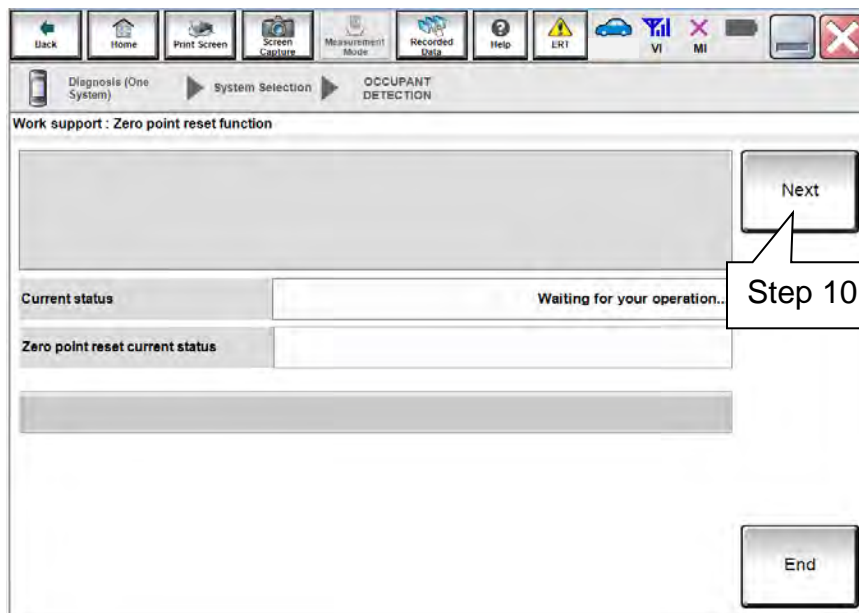 Back
Home
Print Screen
Screen
Capture
Measurement
Mode
Recorded
Data
Help
ERT
VI
MI
Diagnosis (One
System)
System Selection
OCCUPANT
DETECTION
Work support : Zero point reset function
Next
Step 10
Current status
Waiting for your operation...
Zero point reset current status
End